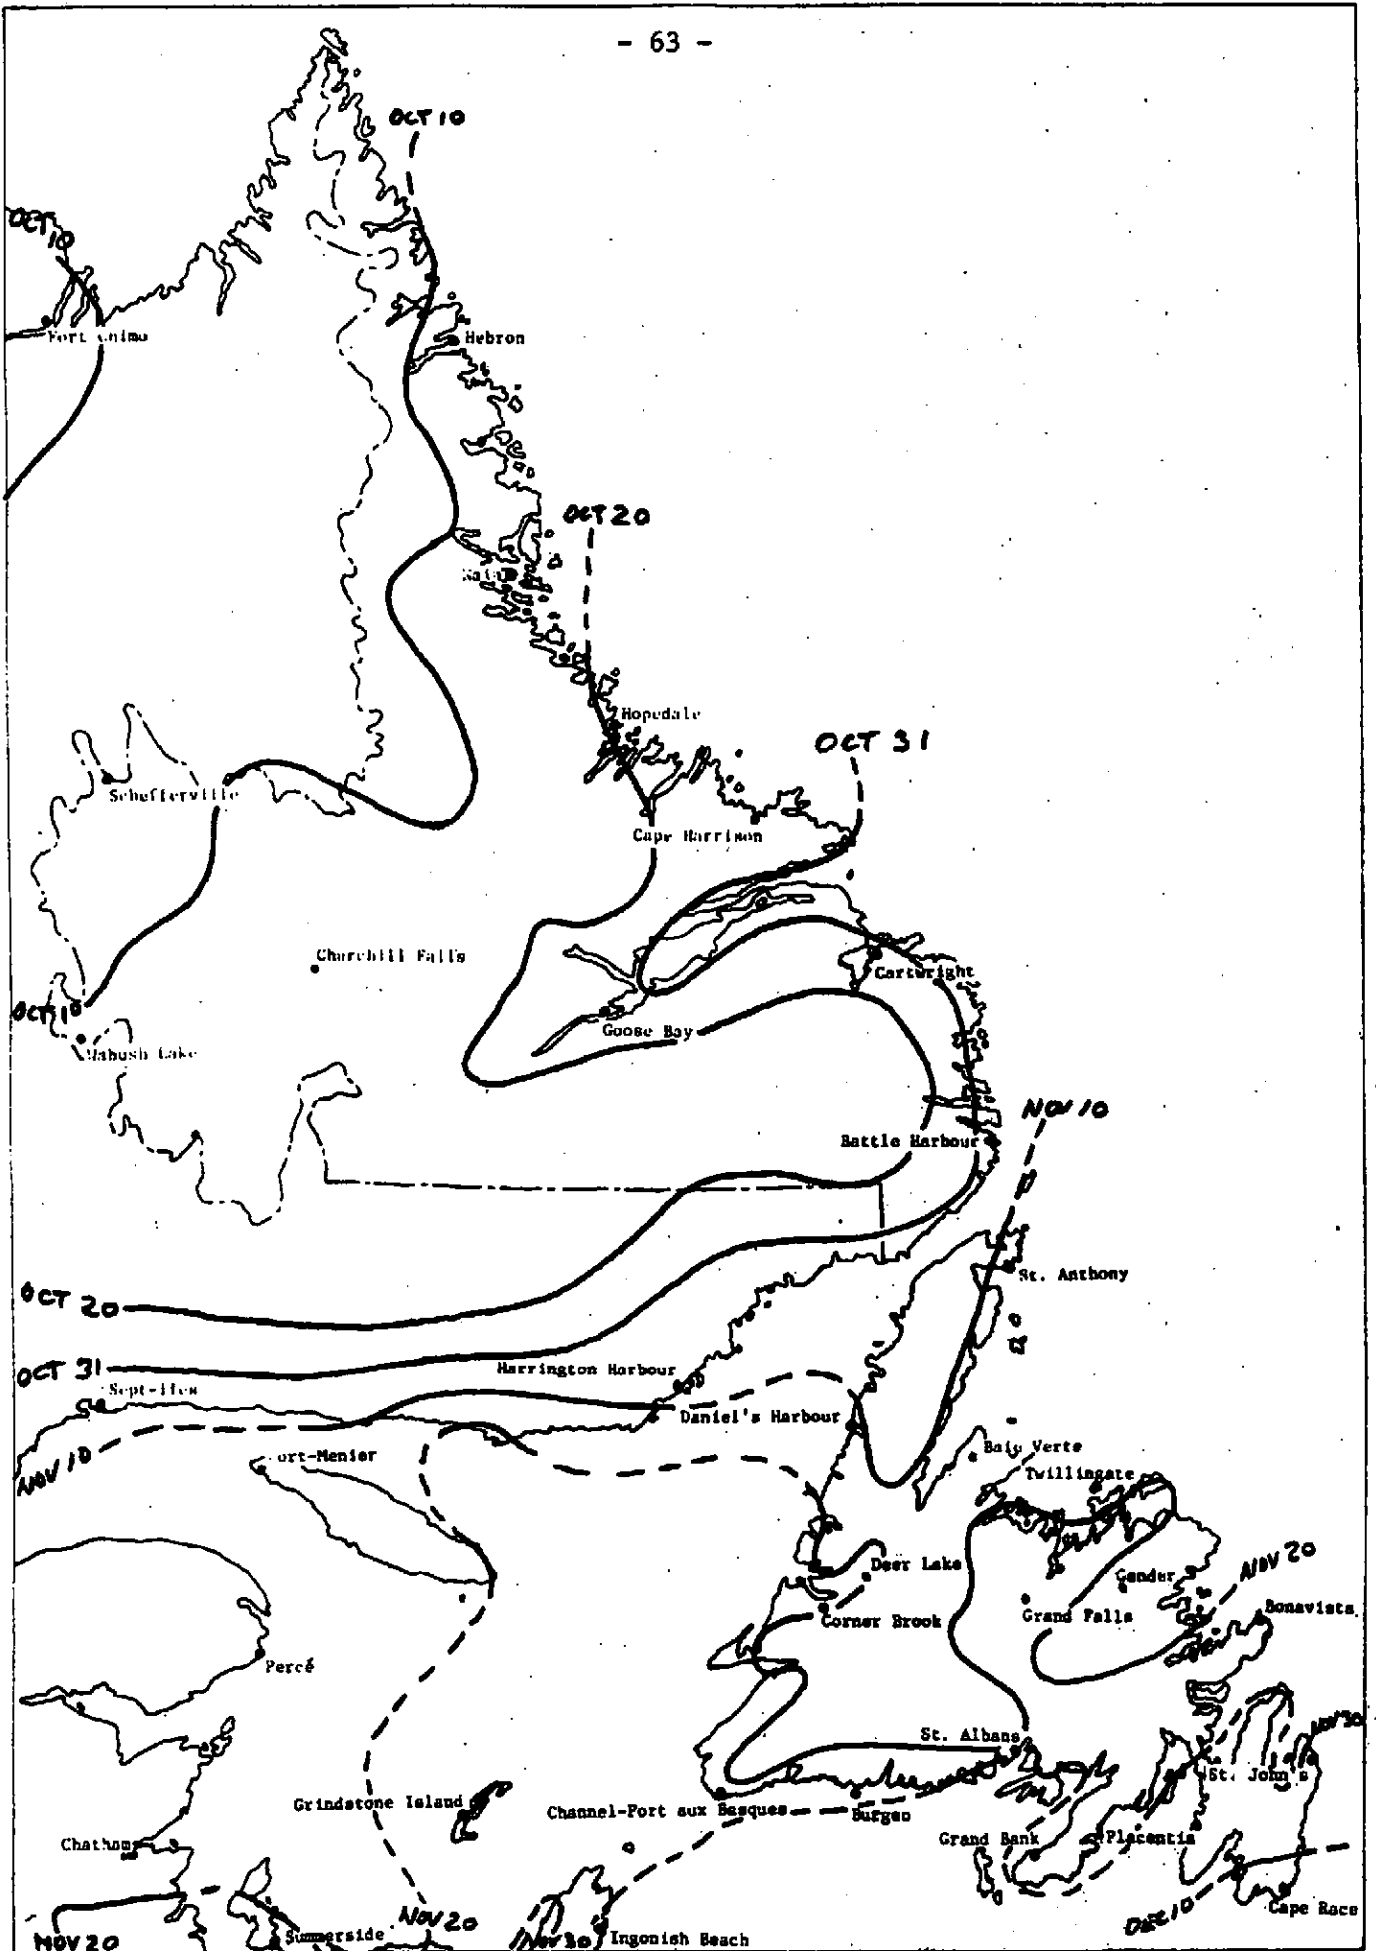 - 63 -
OCT 10
OCT 10
Hebron
OCT 20
Hopedale
OCT 31
Schefferville
Cape Harrison
Churchill Falls
Cartwright
OCT 10
Goose Bay
Wabush Lake
NOV 10
Battle Harbour
St. Anthony
OCT 20
OCT 31
Harrington Harbour
Sept-Iles
Daniel's Harbour
NOV 10
ort-Menier
Baie Verte
Twillingate
Deer Lake
Gander
NOV 20
Corner Brook
Grand Falls
Bonavista
Percé
St. Albans
NOV 30
St. John's
Grindstone Island
Channel-Port aux Basques
Burgeo
Chatham
Grand Bank
Placentia
Cape Race
NOV 20
NOV 20
DEC 10
Summerside
NOV 30
Ingonish Beach